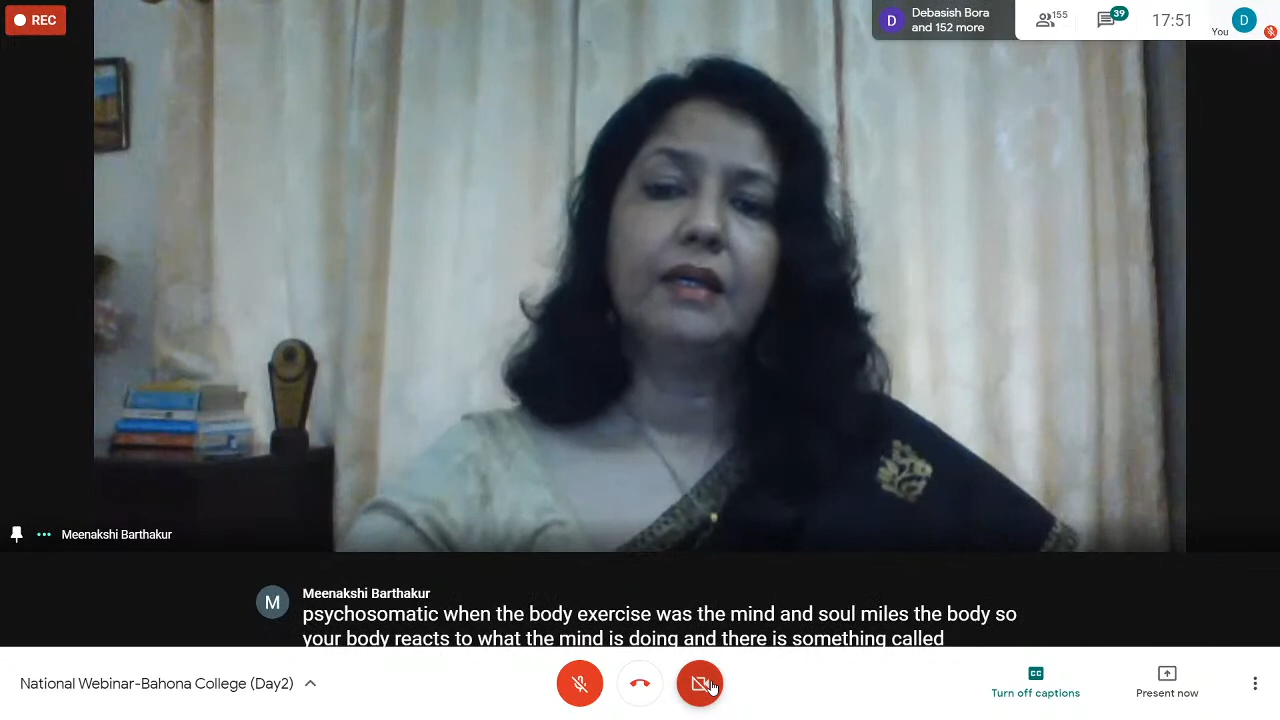 REC
D
Debasish Bora
and 152 more
155
39
17:51
You
D
Meenakshi Barthakur
M
Meenakshi Barthakur
psychosomatic when the body exercise was the mind and soul miles the body so
your body reacts to what the mind is doing and there is something called
National Webinar-Bahona College (Day2)
CC
Turn off captions
Present now